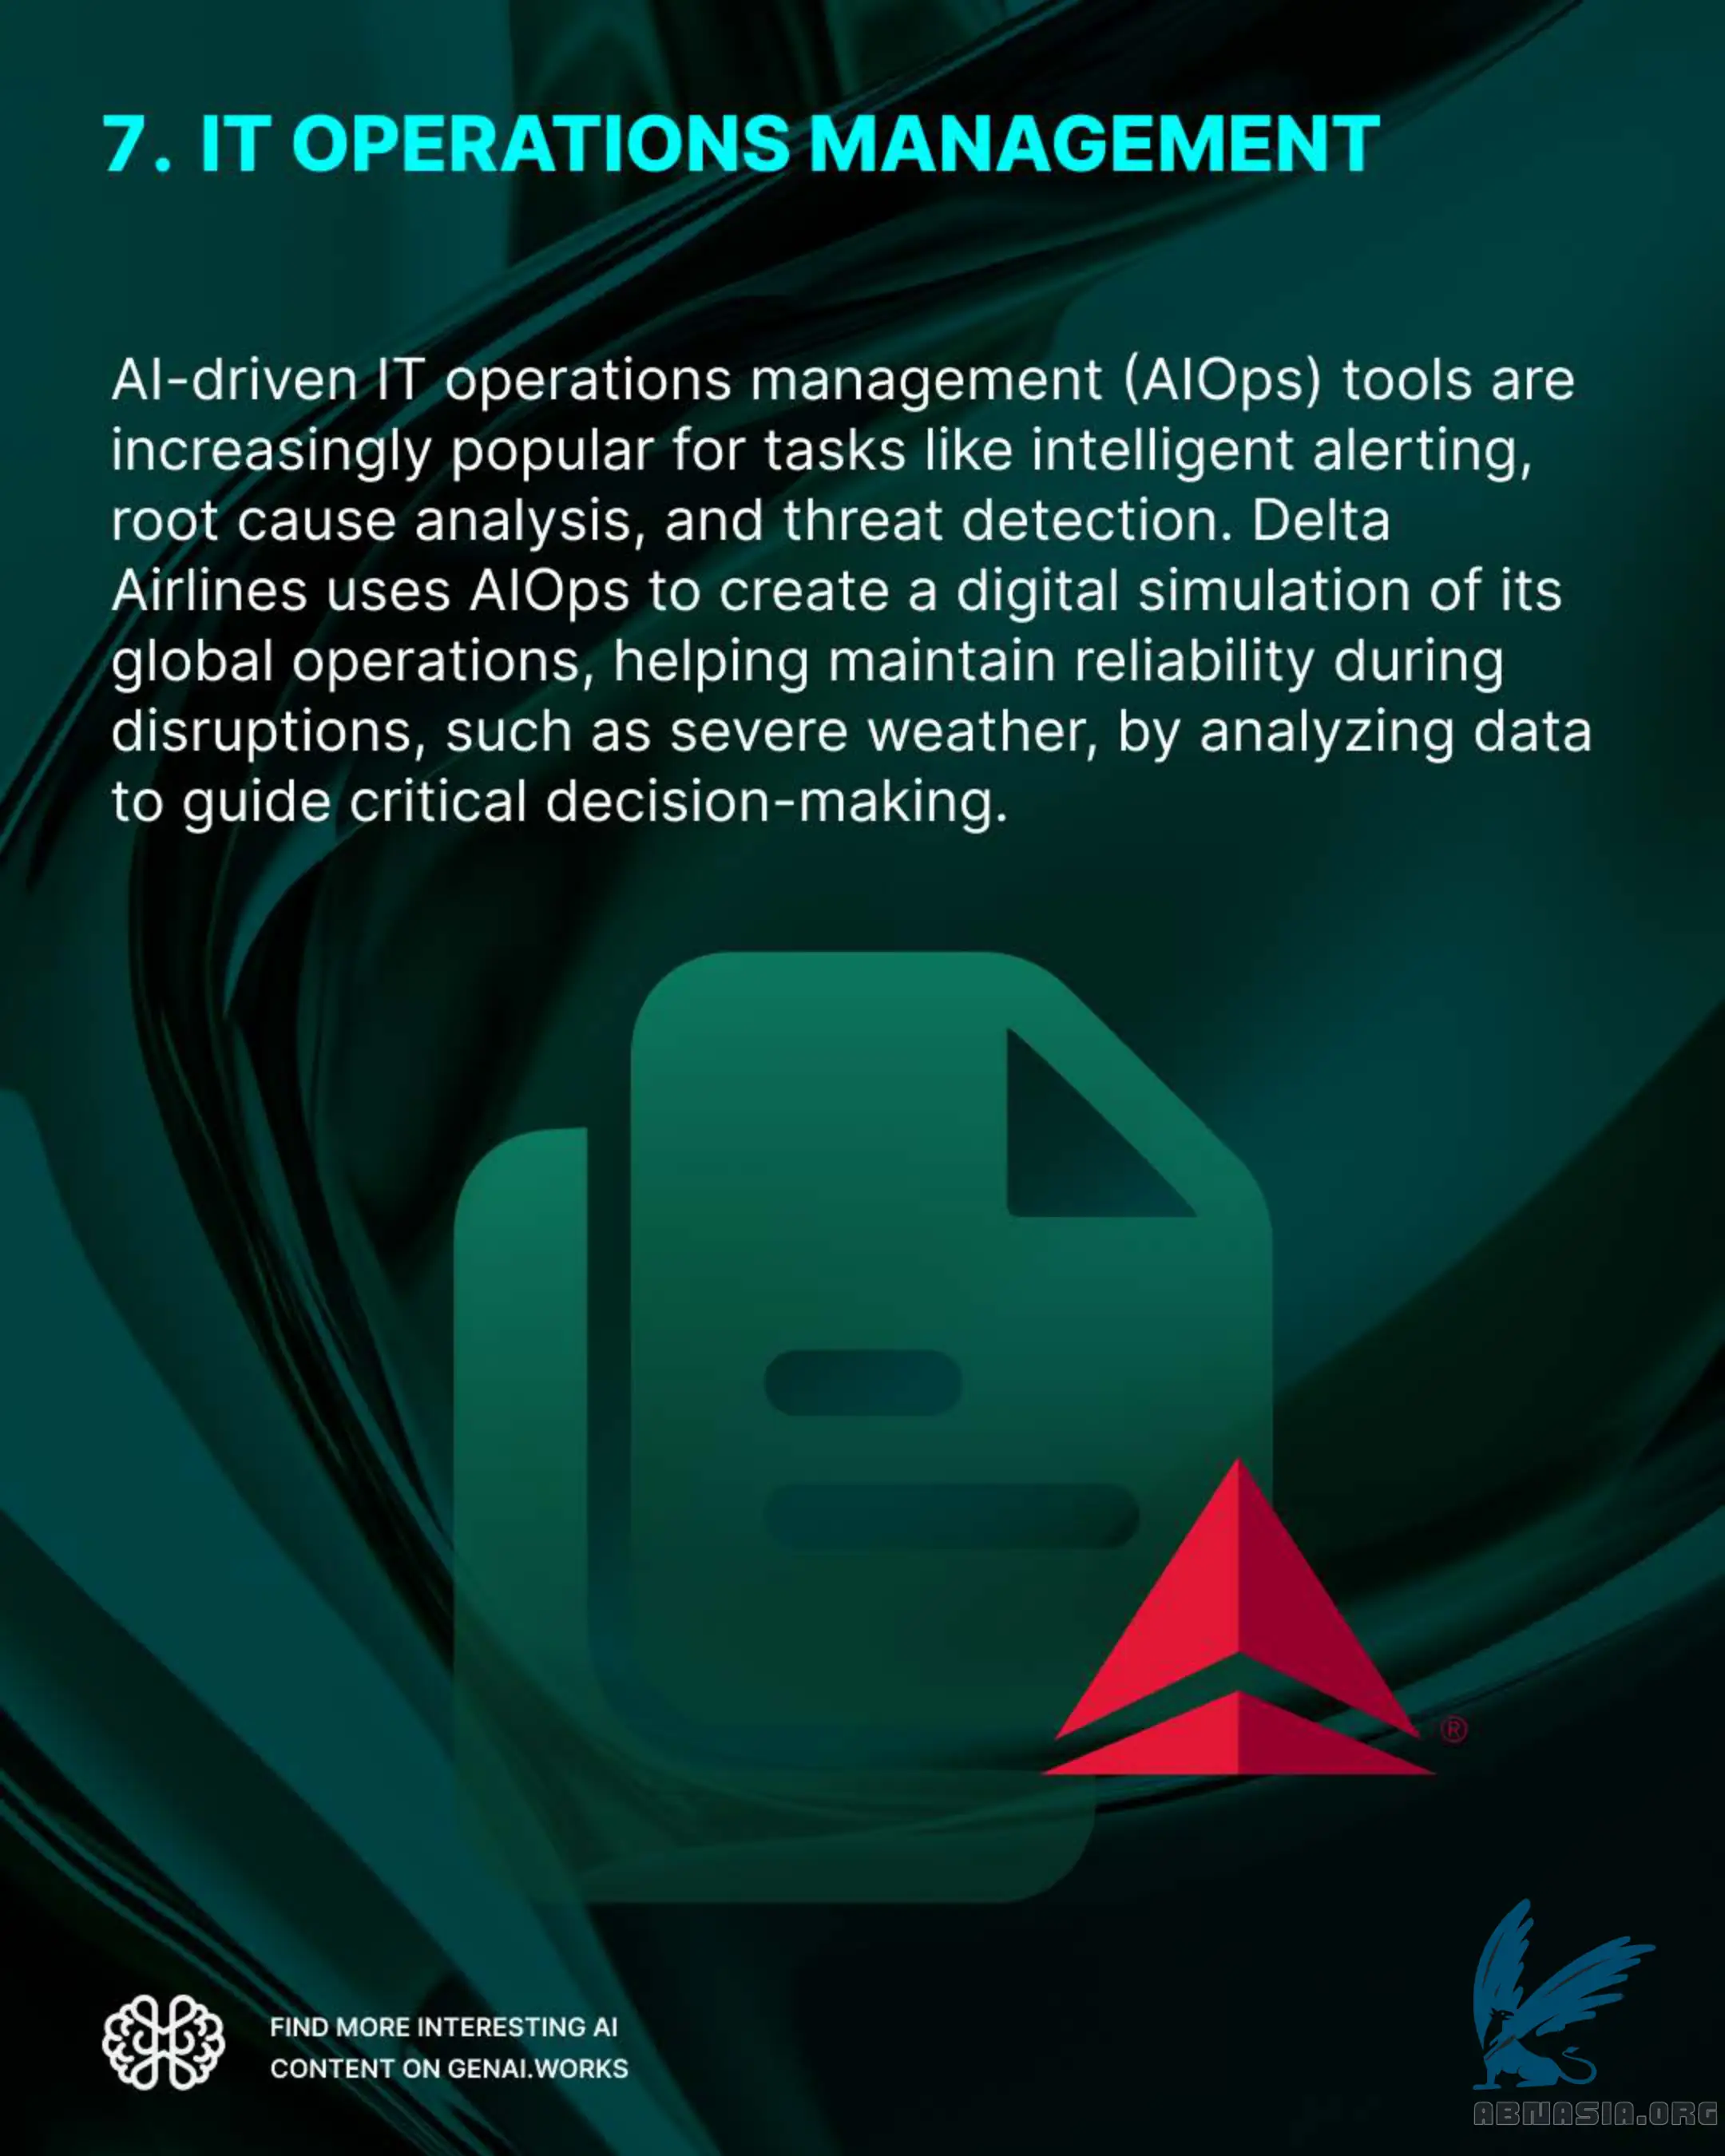 7. IT OPERATIONS MANAGEMENT
AI-driven IT operations management (AIOps) tools are
increasingly popular for tasks like intelligent alerting,
root cause analysis, and threat detection. Delta
Airlines uses AIOps to create a digital simulation of its
global operations, helping maintain reliability during
disruptions, such as severe weather, by analyzing data
to guide critical decision-making.
®
FIND MORE INTERESTING AI
CONTENT ON GENAI.WORKS
ABNASIA.ORG